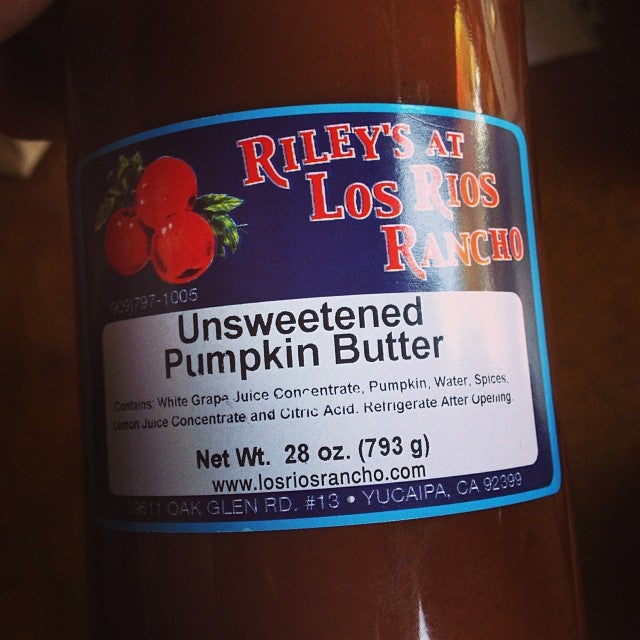 RILEY'S AT
LOS RIOS
RANCHO
(909)797-1005
Unsweetened
Pumpkin Butter
Contains: White Grape Juice Concentrate, Pumpkin, Water, Spices,
Lemon Juice Concentrate and Citric Acid. Refrigerate After Opening.
Net Wt. 28 oz. (793 g)
www.losriosrancho.com
OAK GLEN RD. #13 • YUCAIPA, CA 92399